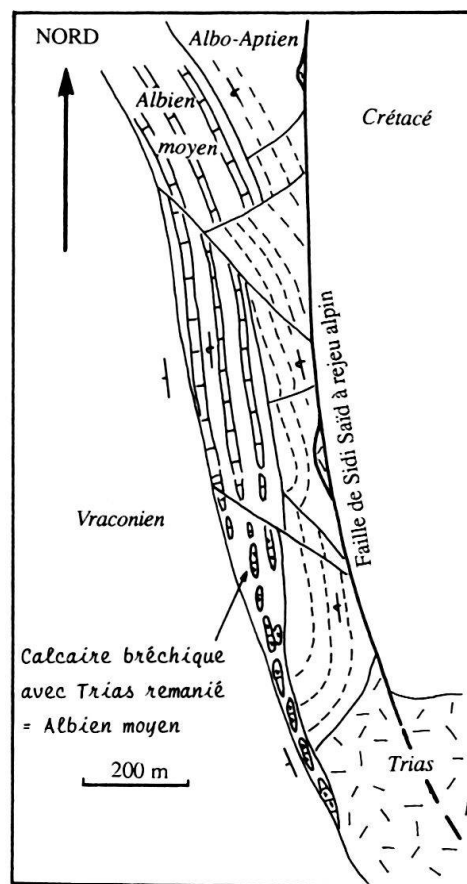 NORD
Albo-Aptien
Crétacé
Albien
moyen
Faille de Sidi Saïd à rejeu alpin
Vraconien
Calcaire bréchique
avec Trias remanié
= Albien moyen
200 m
Trias